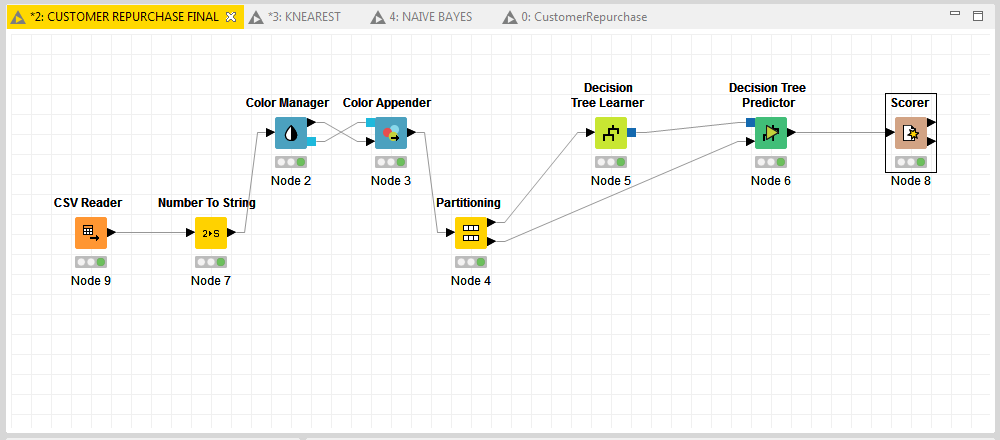 *2: CUSTOMER REPURCHASE FINAL
*3: KNEAREST
4: NAIVE BAYES
0: CustomerRepurchase
Color Manager
Node 2
Color Appender
Node 3
Decision
Tree Learner
Node 5
Decision Tree
Predictor
Node 6
Scorer
Node 8
CSV Reader
Node 9
Number To String
2▸S
Node 7
Partitioning
Node 4